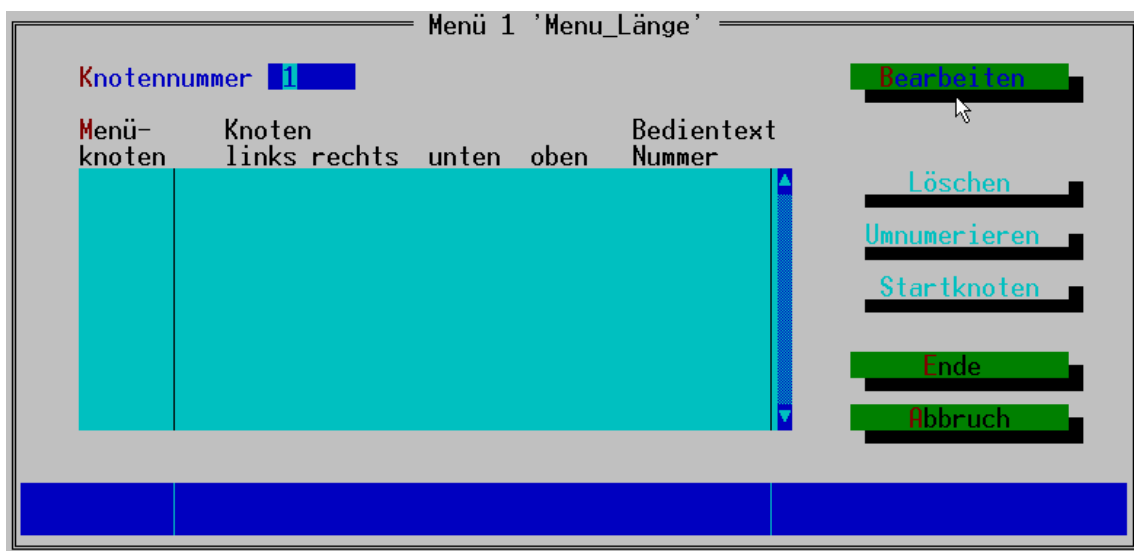 Menü 1 'Menu_Länge'
Knotennummer 1
Bearbeiten
Menü- Knoten Bedientext
knoten links rechts unten oben Nummer
Löschen
Umnumerieren
Startknoten
Ende
Abbruch